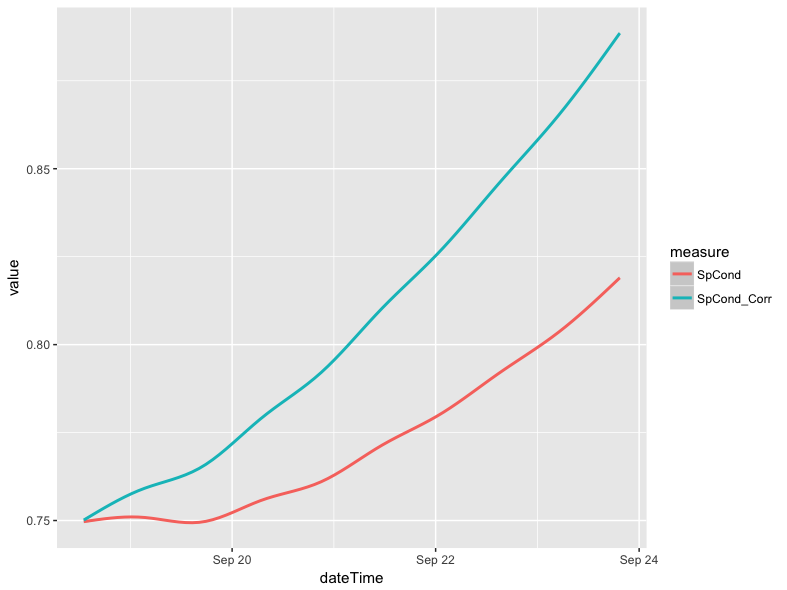 value
0.85
0.80
0.75
Sep 20
Sep 22
Sep 24
dateTime
measure
SpCond
SpCond_Corr